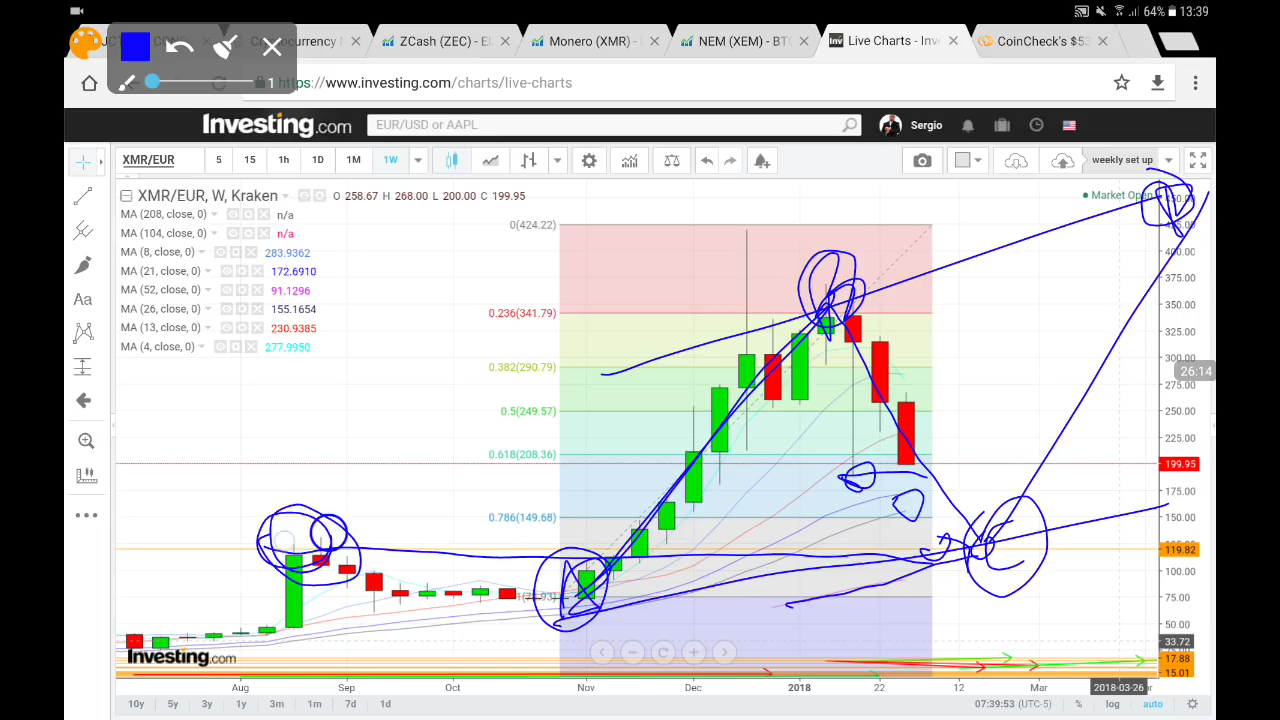 64% 13:39
ZCash (ZEC) - E
Monero (XMR) -
NEM (XEM) - BT
Live Charts - Inve
CoinCheck's $53
1
https://www.investing.com/charts/live-charts
Investing.com
EUR/USD or AAPL
Sergio
XMR/EUR
5 15 1h 1D 1M 1W
weekly set up
XMR/EUR, W, Kraken O 258.67 H 268.00 L 200.00 C 199.95
Market Open
MA (208, close, 0) n/a
MA (104, close, 0) n/a
MA (8, close, 0) 283.9362
MA (21, close, 0) 172.6910
MA (52, close, 0) 91.1296
MA (26, close, 0) 155.1654
MA (13, close, 0) 230.9385
MA (4, close, 0) 277.9950
0(424.22)
0.236(341.79)
0.382(290.79)
0.5(249.57)
0.618(208.36)
0.786(149.68)
400.00
375.00
350.00
325.00
300.00
26:14
275.00
250.00
225.00
199.95
175.00
150.00
119.82
100.00
75.00
50.00
33.72
17.88
15.01
Aa
Investing.com
Aug Sep Oct Nov Dec 2018 22 12 Mar 2018-03-26
10y 5y 3y 1y 3m 1m 7d 1d
07:39:53 (UTC-5) % log auto